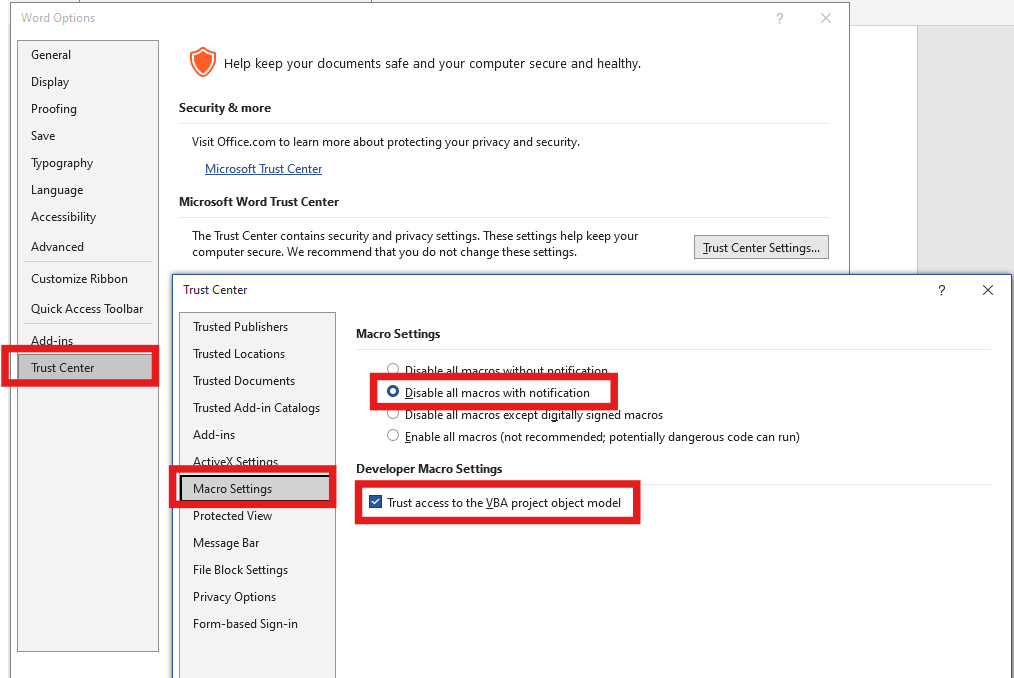 Word Options
?
General
Display
Proofing
Save
Typography
Language
Accessibility
Advanced
Customize Ribbon
Quick Access Toolbar
Add-ins
Trust Center
Help keep your documents safe and your computer secure and healthy.
Security & more
Visit Office.com to learn more about protecting your privacy and security.
Microsoft Trust Center
Microsoft Word Trust Center
The Trust Center contains security and privacy settings. These settings help keep your
computer secure. We recommend that you do not change these settings.
Trust Center Settings...
Trust Center
?
Trusted Publishers
Trusted Locations
Trusted Documents
Trusted Add-in Catalogs
Add-ins
ActiveX Settings
Macro Settings
Protected View
Message Bar
File Block Settings
Privacy Options
Form-based Sign-in
Macro Settings
Disable all macros without notification
Disable all macros with notification
Disable all macros except digitally signed macros
Enable all macros (not recommended; potentially dangerous code can run)
Developer Macro Settings
Trust access to the VBA project object model